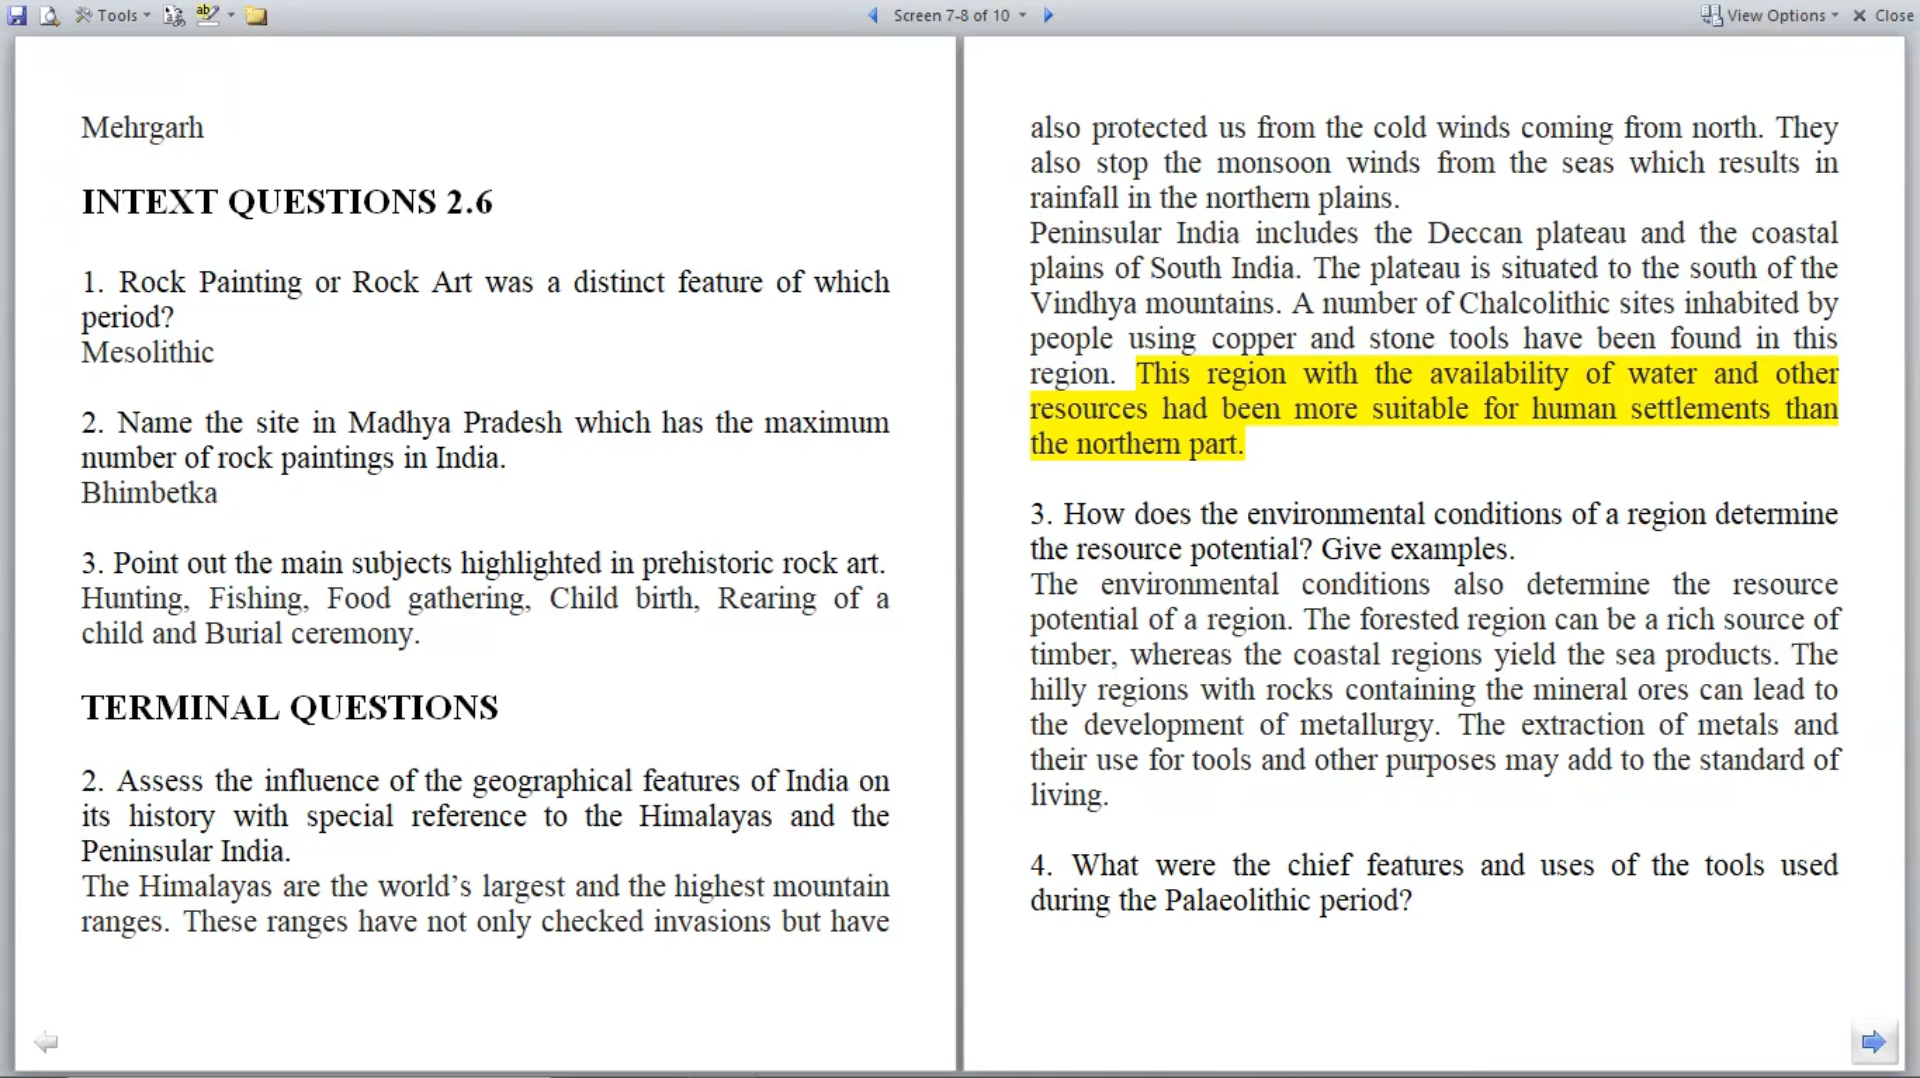 Tools
Screen 7-8 of 10
View Options
Close
Mehrgarh
INTEXT QUESTIONS 2.6
1. Rock Painting or Rock Art was a distinct feature of which
period?
Mesolithic
2. Name the site in Madhya Pradesh which has the maximum
number of rock paintings in India.
Bhimbetka
3. Point out the main subjects highlighted in prehistoric rock art.
Hunting, Fishing, Food gathering, Child birth, Rearing of a
child and Burial ceremony.
TERMINAL QUESTIONS
2. Assess the influence of the geographical features of India on
its history with special reference to the Himalayas and the
Peninsular India.
The Himalayas are the world’s largest and the highest mountain
ranges. These ranges have not only checked invasions but have
also protected us from the cold winds coming from north. They
also stop the monsoon winds from the seas which results in
rainfall in the northern plains.
Peninsular India includes the Deccan plateau and the coastal
plains of South India. The plateau is situated to the south of the
Vindhya mountains. A number of Chalcolithic sites inhabited by
people using copper and stone tools have been found in this
region. This region with the availability of water and other
resources had been more suitable for human settlements than
the northern part.
3. How does the environmental conditions of a region determine
the resource potential? Give examples.
The environmental conditions also determine the resource
potential of a region. The forested region can be a rich source of
timber, whereas the coastal regions yield the sea products. The
hilly regions with rocks containing the mineral ores can lead to
the development of metallurgy. The extraction of metals and
their use for tools and other purposes may add to the standard of
living.
4. What were the chief features and uses of the tools used
during the Palaeolithic period?